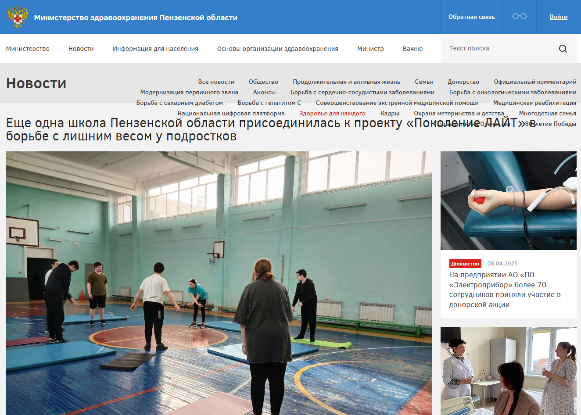 Министерство здравоохранения Пензенской области
Обратная связь
Войти
Министерство
Новости
Информация для населения
Основы организации здравоохранения
Министр
Важно
Текст поиска
Новости
Все новости
Общество
Продолжительная и активная жизнь
Семья
Донорство
Официальный комментарий
Модернизация первичного звена
Анонсы
Борьба с сердечно-сосудистыми заболеваниями
Борьба с онкологическими заболеваниями
Борьба с сахарным диабетом
Борьба с гепатитом С
Совершенствование экстренной медицинской помощи
Медицинская реабилитация
Национальная цифровая платформа
Здоровье для каждого
Кадры
Охрана материнства и детства
Многодетная семья
летие Победы
Еще одна школа Пензенской области присоединилась к проекту «Поколение ЛАЙТ» в
борьбе с лишним весом у подростков
Донорство
08.04.2025
На предприятии АО «ПО
«Электроприбор» более 70
сотрудников приняли участие в
донорской акции